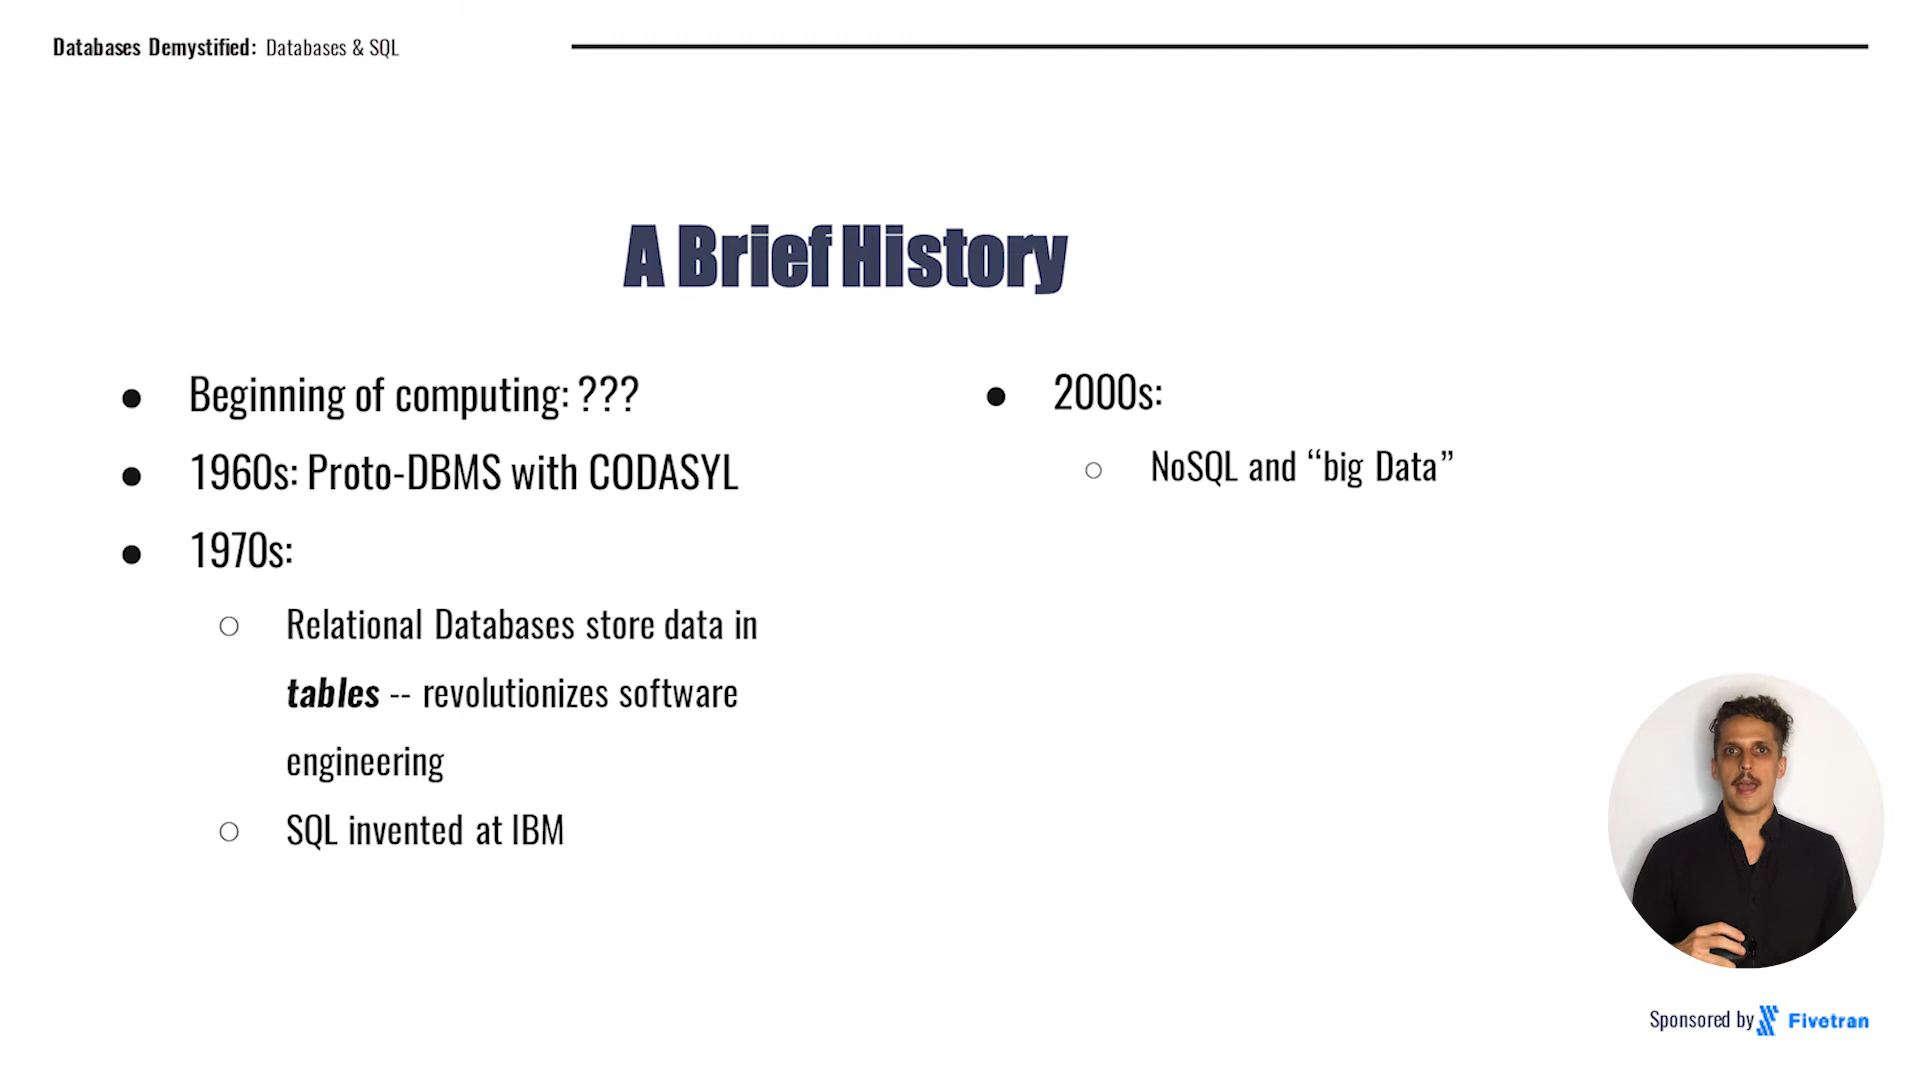 Databases Demystified: Databases & SQL
A Brief History
● Beginning of computing: ???
● 1960s: Proto-DBMS with CODASYL
● 1970s:
○ Relational Databases store data in
tables -- revolutionizes software
engineering
○ SQL invented at IBM
● 2000s:
○ NoSQL and “big Data”
Sponsored by Fivetran